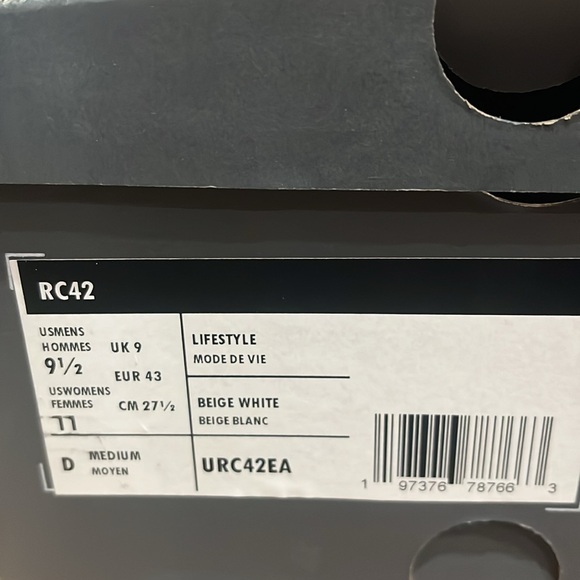 RC42
USMENS
HOMMES
9½
UK 9
EUR 43
USWOMENS
FEMMES
11
CM 27½
D MEDIUM
MOYEN
LIFESTYLE
MODE DE VIE
BEIGE WHITE
BEIGE BLANC
URC42EA
1 97376 78766 3